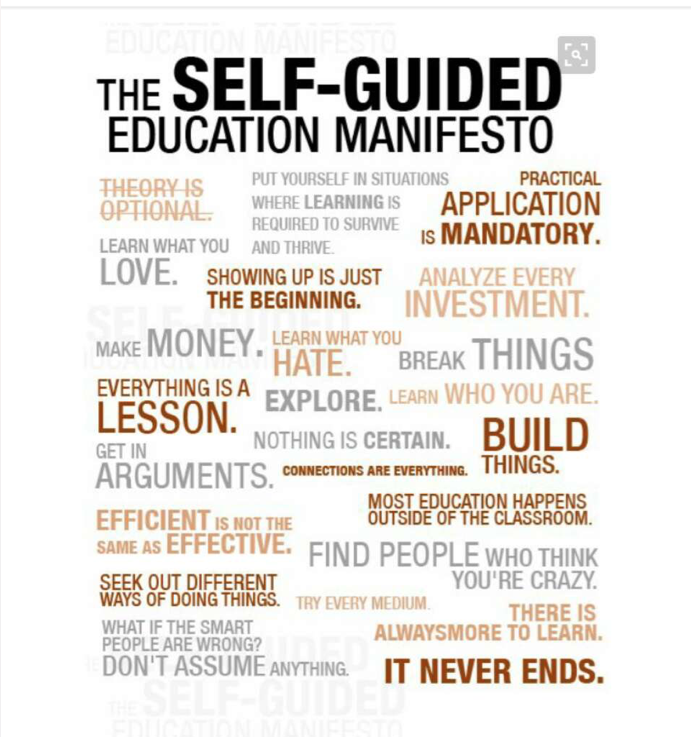 EDUCATION MANIFESTO
THE SELF-GUIDED
EDUCATION MANIFESTO
THEORY IS
OPTIONAL.
PUT YOURSELF IN SITUATIONS
WHERE LEARNING IS
REQUIRED TO SURVIVE
AND THRIVE.
PRACTICAL
APPLICATION
IS MANDATORY.
LEARN WHAT YOU
LOVE.
SHOWING UP IS JUST
THE BEGINNING.
ANALYZE EVERY
INVESTMENT.
SELF-GUIDED
EDUCATION MANIFESTO
MAKE MONEY.
LEARN WHAT YOU
HATE.
BREAK THINGS
EVERYTHING IS A
LESSON.
EXPLORE.
LEARN WHO YOU ARE.
GET IN
ARGUMENTS.
NOTHING IS CERTAIN.
BUILD
THINGS.
CONNECTIONS ARE EVERYTHING.
MOST EDUCATION HAPPENS
OUTSIDE OF THE CLASSROOM.
EFFICIENT IS NOT THE
SAME AS EFFECTIVE.
FIND PEOPLE WHO THINK
YOU'RE CRAZY.
SEEK OUT DIFFERENT
WAYS OF DOING THINGS.
TRY EVERY MEDIUM.
THERE IS
ALWAYSMORE TO LEARN.
WHAT IF THE SMART
PEOPLE ARE WRONG?
DON'T ASSUME ANYTHING.
IT NEVER ENDS.
THE SELF-GUIDED
EDUCATION MANIFESTO